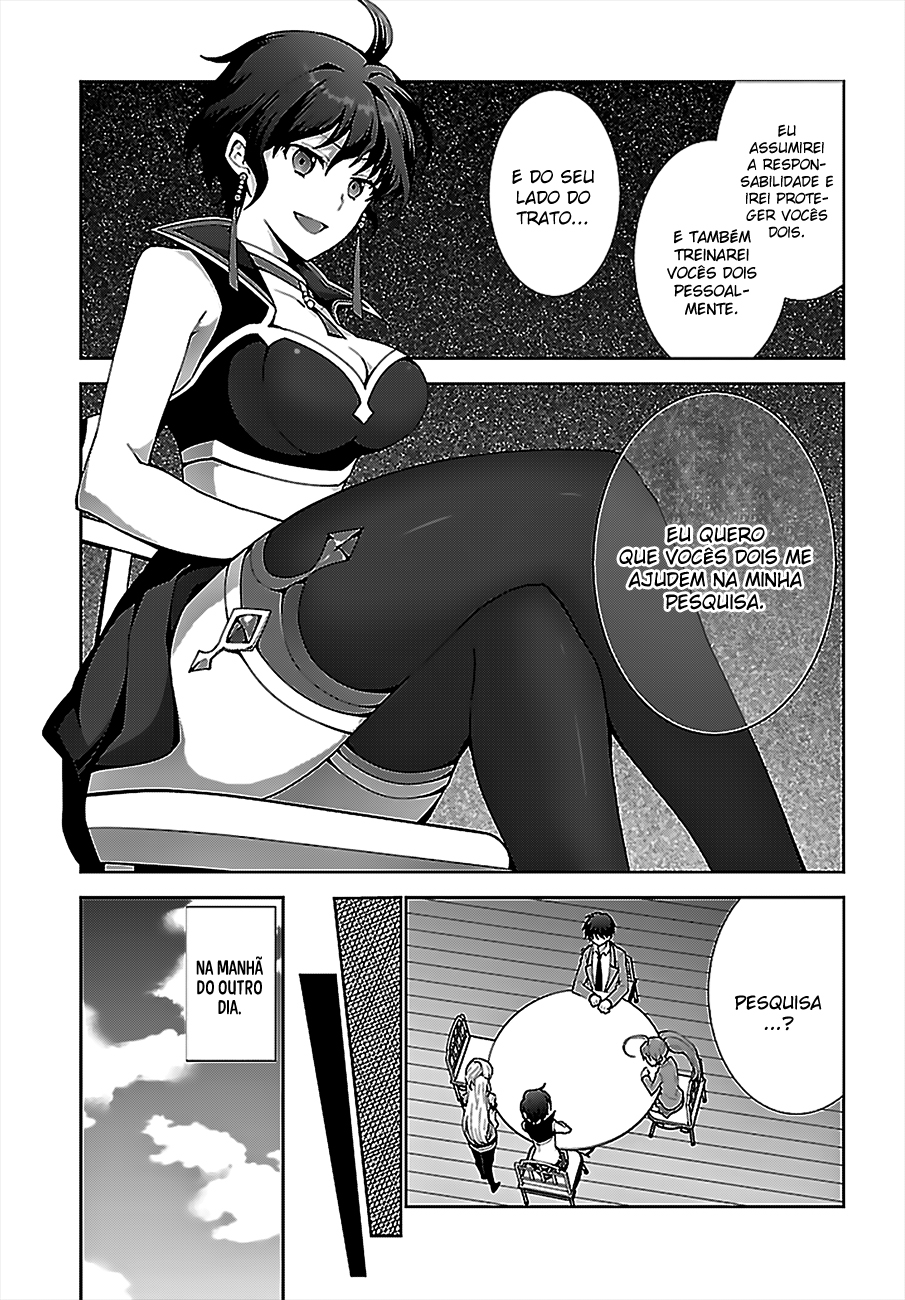 EU
ASSUMIREI
A RESPON-
SABILIDADE E
IREI PROTE-
GER VOCÊS
DOIS.
E TAMBÉM
TREINAREI
VOCÊS DOIS
PESSOAL-
MENTE.
E DO SEU
LADO DO
TRATO...
EU QUERO
QUE VOCÊS DOIS ME
AJUDEM NA MINHA
PESQUISA.
PESQUISA
...?
NA MANHÃ
DO OUTRO
DIA.